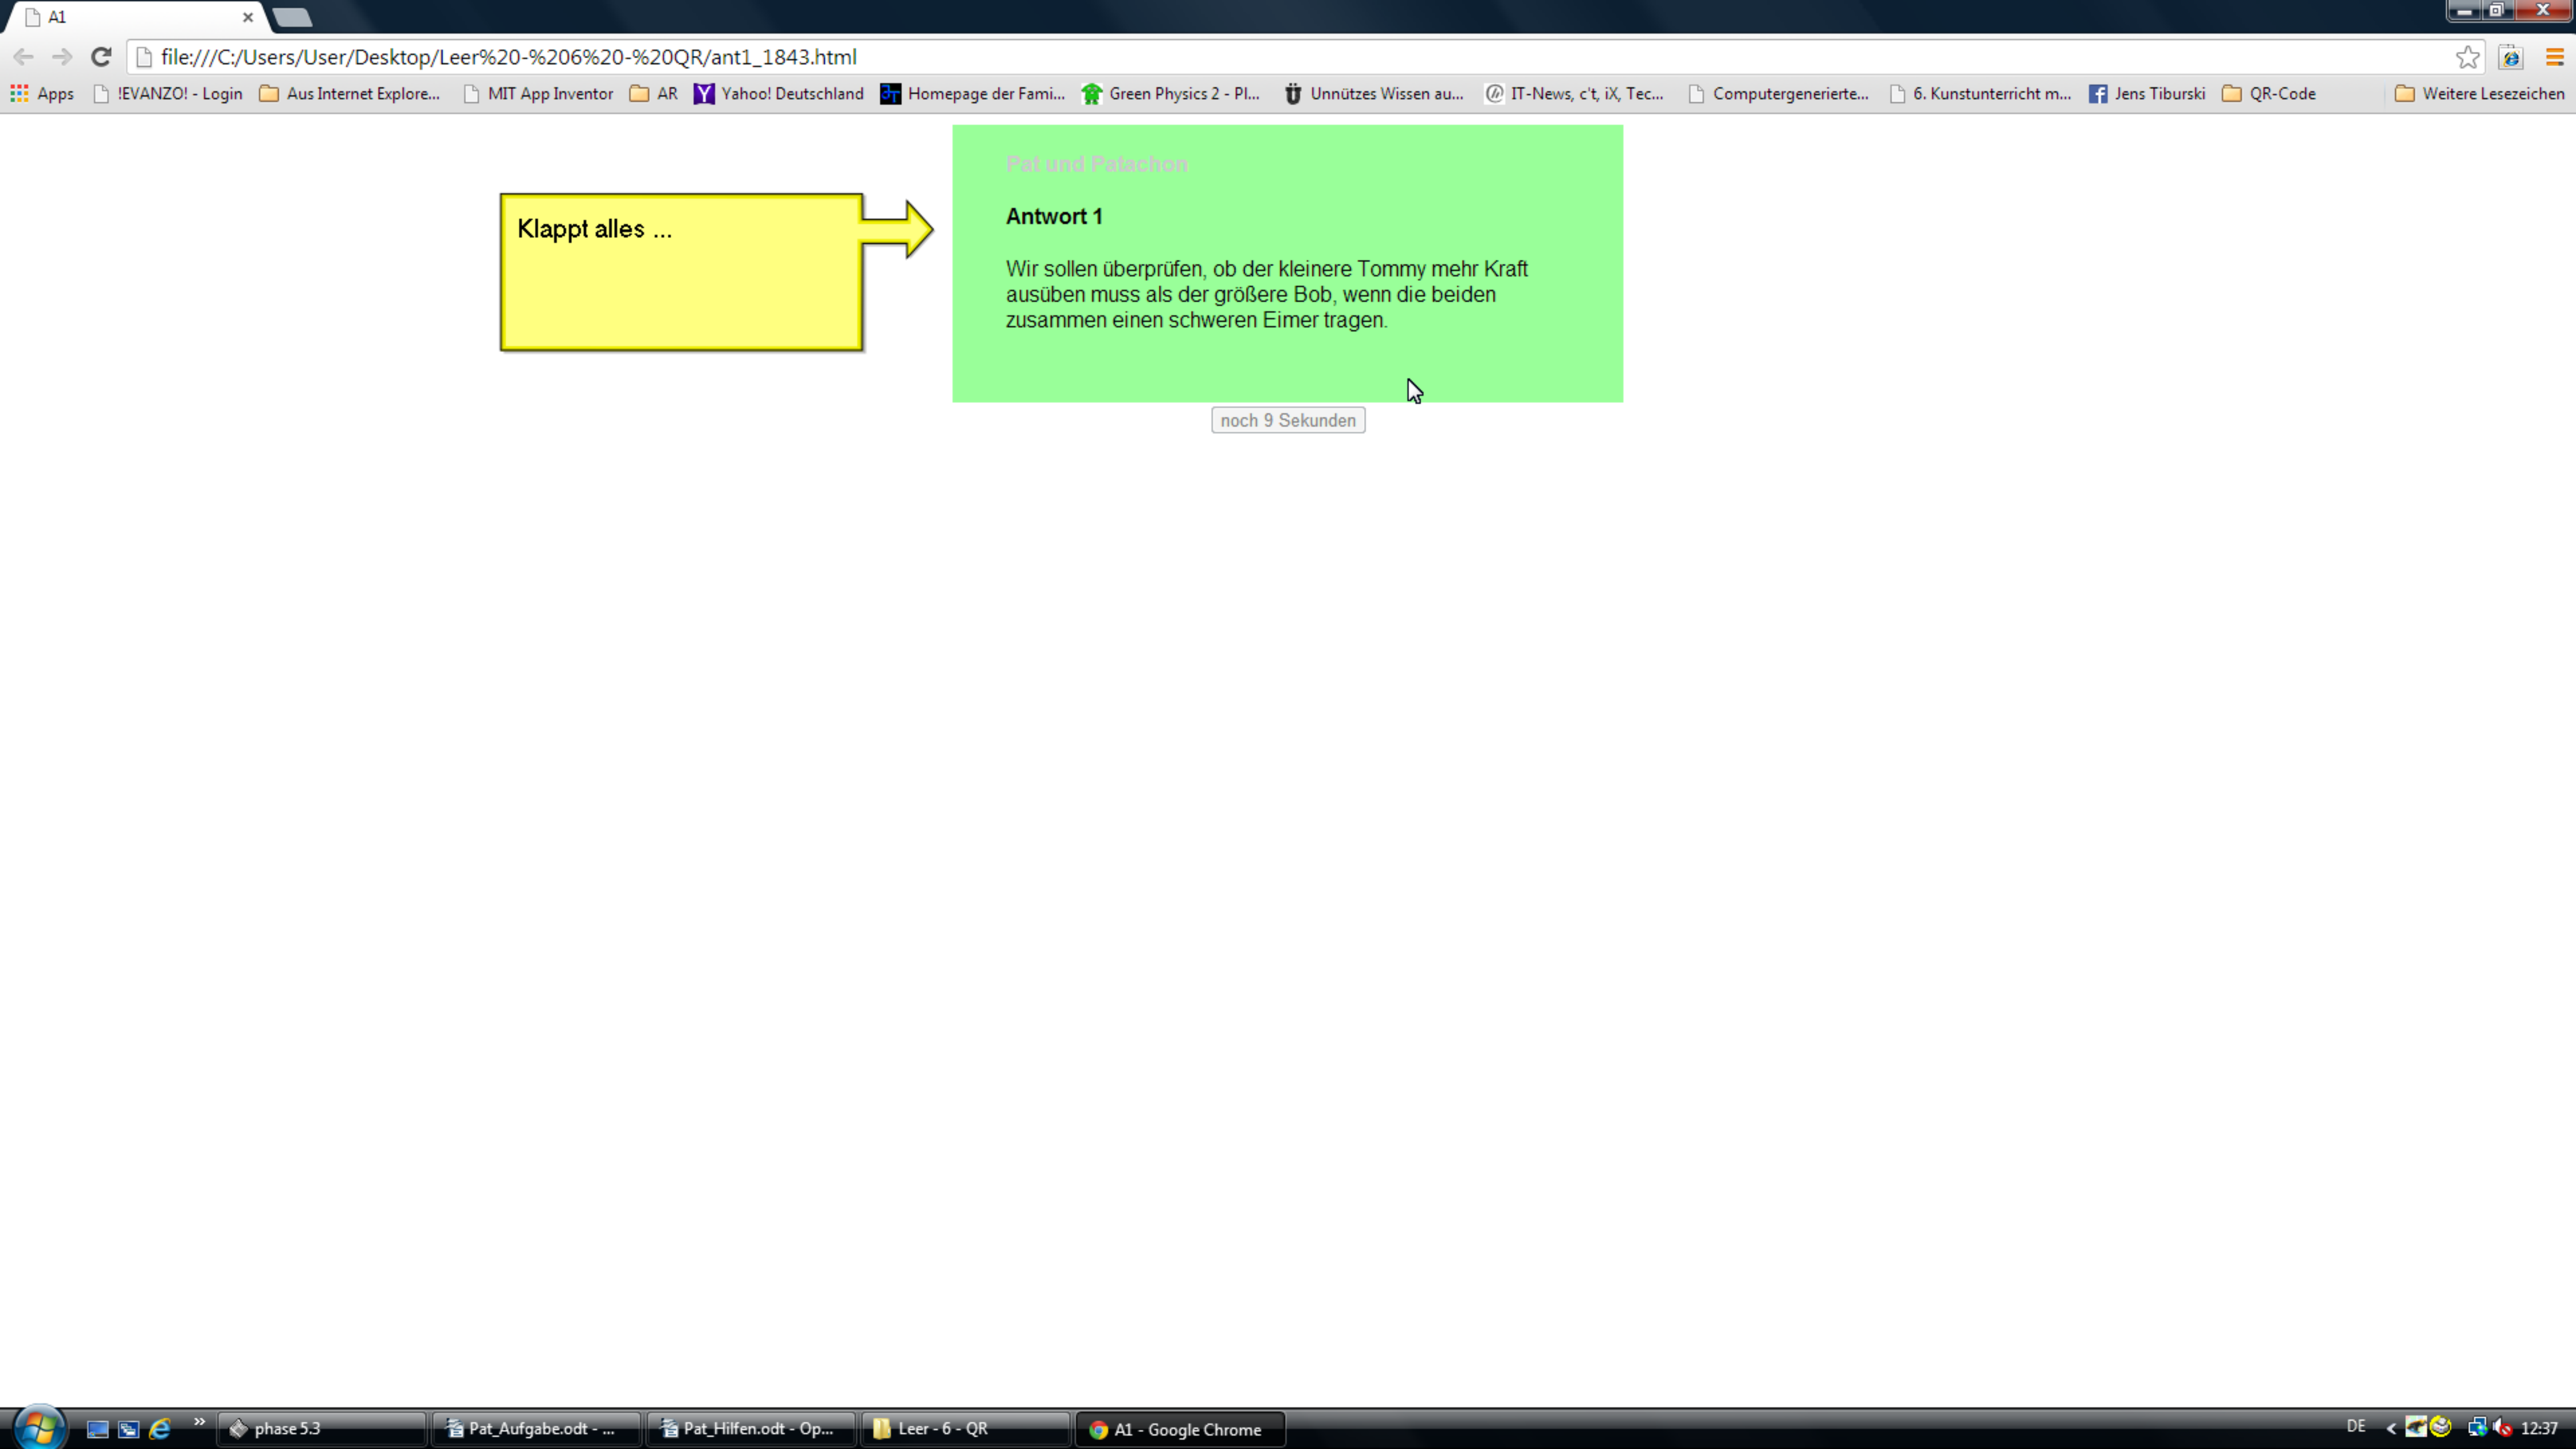 A1
file:///C:/Users/User/Desktop/Leer%20-%206%20-%20QR/ant1_1843.html
Apps !EVANZO! - Login Aus Internet Explore... MIT App Inventor AR Yahoo! Deutschland Homepage der Fami... Green Physics 2 - Pl... Unnützes Wissen au... IT-News, c't, iX, Tec... Computergenerierte... 6. Kunstunterricht m... Jens Tiburski QR-Code Weitere Lesezeichen
Pat und Patachon
Klappt alles ...
Antwort 1
Wir sollen überprüfen, ob der kleinere Tommy mehr Kraft
ausüben muss als der größere Bob, wenn die beiden
zusammen einen schweren Eimer tragen.
noch 9 Sekunden
phase 5.3 Pat_Aufgabe.odt - ... Pat_Hilfen.odt - Op... Leer - 6 - QR A1 - Google Chrome DE 12:37